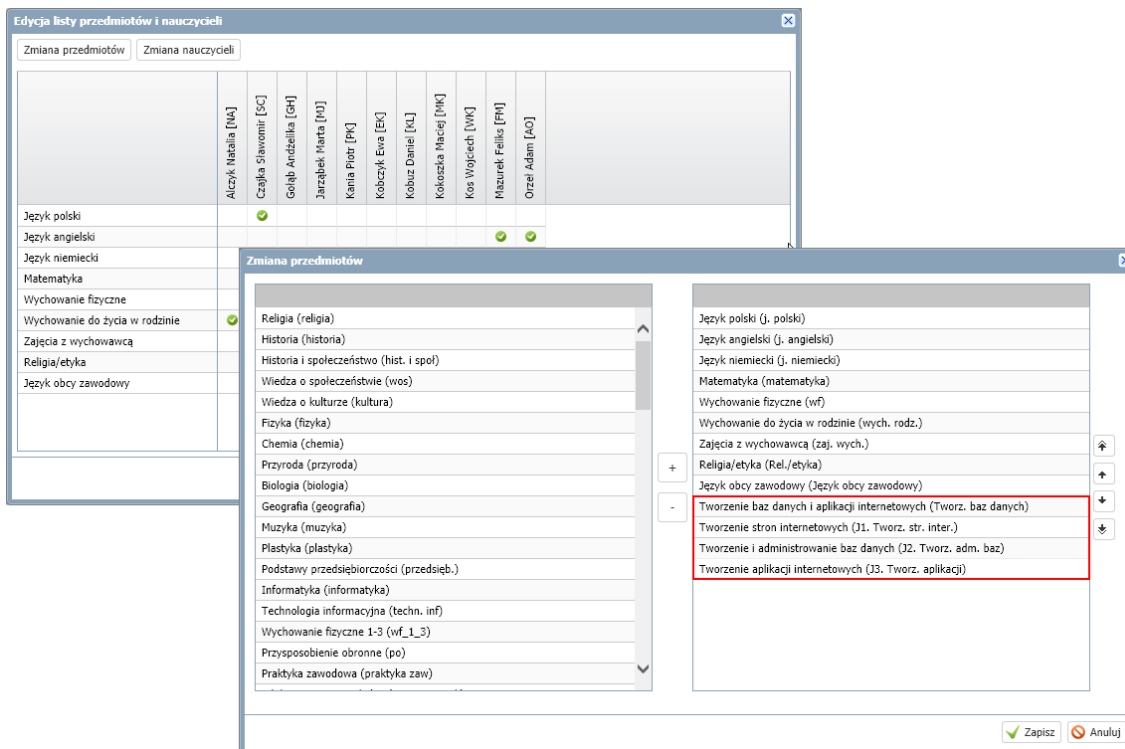 Edycja listy przedmiotów i nauczycieli
Zmiana przedmiotów
Zmiana nauczycieli
Alczyk Natalia [NA]
Czajka Sławomir [SC]
Gołąb Andżelika [GH]
Jarząbek Marta [MJ]
Kania Piotr [PK]
Kobczyk Ewa [EK]
Kobuz Daniel [KL]
Kokoszka Maciej [MK]
Kos Wojciech [WK]
Mazurek Feliks [FM]
Orzeł Adam [AO]
Język polski
Język angielski
Język niemiecki
Matematyka
Wychowanie fizyczne
Wychowanie do życia w rodzinie
Zajęcia z wychowawcą
Religia/etyka
Język obcy zawodowy
Zmiana przedmiotów
Religia (religia)
Historia (historia)
Historia i społeczeństwo (hist. i społ)
Wiedza o społeczeństwie (wos)
Wiedza o kulturze (kultura)
Fizyka (fizyka)
Chemia (chemia)
Przyroda (przyroda)
Biologia (biologia)
Geografia (geografia)
Muzyka (muzyka)
Plastyka (plastyka)
Podstawy przedsiębiorczości (przedsięb.)
Informatyka (informatyka)
Technologia informacyjna (techn. inf)
Wychowanie fizyczne 1-3 (wf_1_3)
Przysposobienie obronne (po)
Praktyka zawodowa (praktyka zaw)
+
-
Język polski (j. polski)
Język angielski (j. angielski)
Język niemiecki (j. niemiecki)
Matematyka (matematyka)
Wychowanie fizyczne (wf)
Wychowanie do życia w rodzinie (wych. rodz.)
Zajęcia z wychowawcą (zaj. wych.)
Religia/etyka (Rel./etyka)
Język obcy zawodowy (Język obcy zawodowy)
Tworzenie baz danych i aplikacji internetowych (Tworz. baz danych)
Tworzenie stron internetowych (J1. Tworz. str. inter.)
Tworzenie i administrowanie baz danych (J2. Tworz. adm. baz)
Tworzenie aplikacji internetowych (J3. Tworz. aplikacji)
Zapisz
Anuluj